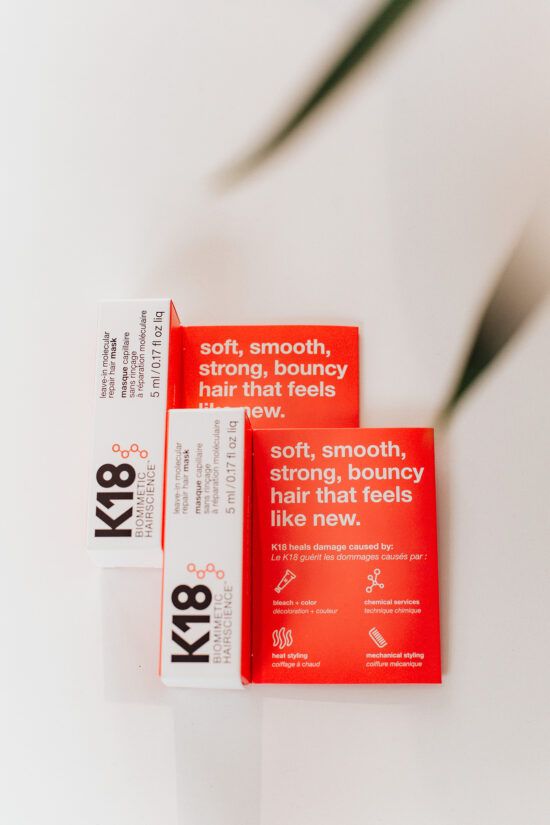 leave-in molecular
repair hair mask
masque capillaire
sans rinçage
à réparation moléculaire
5 ml / 0.17 fl oz liq
K18
BIOMIMETIC
HAIRSCIENCE™
soft, smooth,
strong, bouncy
hair that feels
like new.
leave-in molecular
repair hair mask
masque capillaire
sans rinçage
à réparation moléculaire
5 ml / 0.17 fl oz liq
K18
BIOMIMETIC
HAIRSCIENCE™
soft, smooth,
strong, bouncy
hair that feels
like new.
K18 heals damage caused by:
Le K18 guérit les dommages causés par :
bleach + color
décoloration + couleur
chemical services
technique chimique
heat styling
coiffage à chaud
mechanical styling
coiffure mécanique